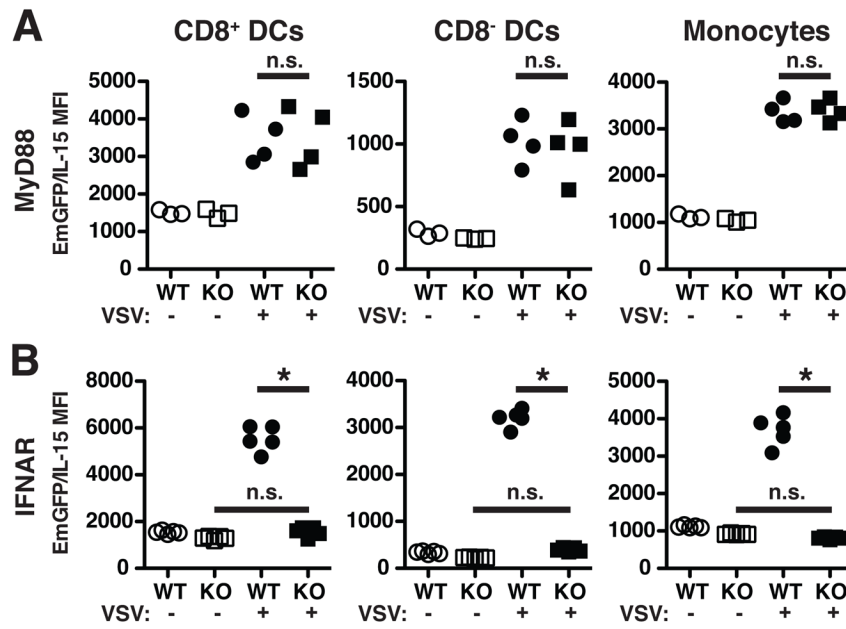 A
CD8+ DCs
CD8- DCs
Monocytes
MyD88
EmGFP/IL-15 MFI
5000
4000
3000
2000
1000
0
n.s.
WT KO WT KO
VSV: - - + +
1500
1000
500
0
n.s.
WT KO WT KO
VSV: - - + +
4000
3000
2000
1000
0
n.s.
WT KO WT KO
VSV: - - + +
B
IFNAR
EmGFP/IL-15 MFI
8000
6000
4000
2000
0
*
n.s.
WT KO WT KO
VSV: - - + +
4000
3000
2000
1000
0
*
n.s.
WT KO WT KO
VSV: - - + +
5000
4000
3000
2000
1000
0
*
n.s.
WT KO WT KO
VSV: - - + +